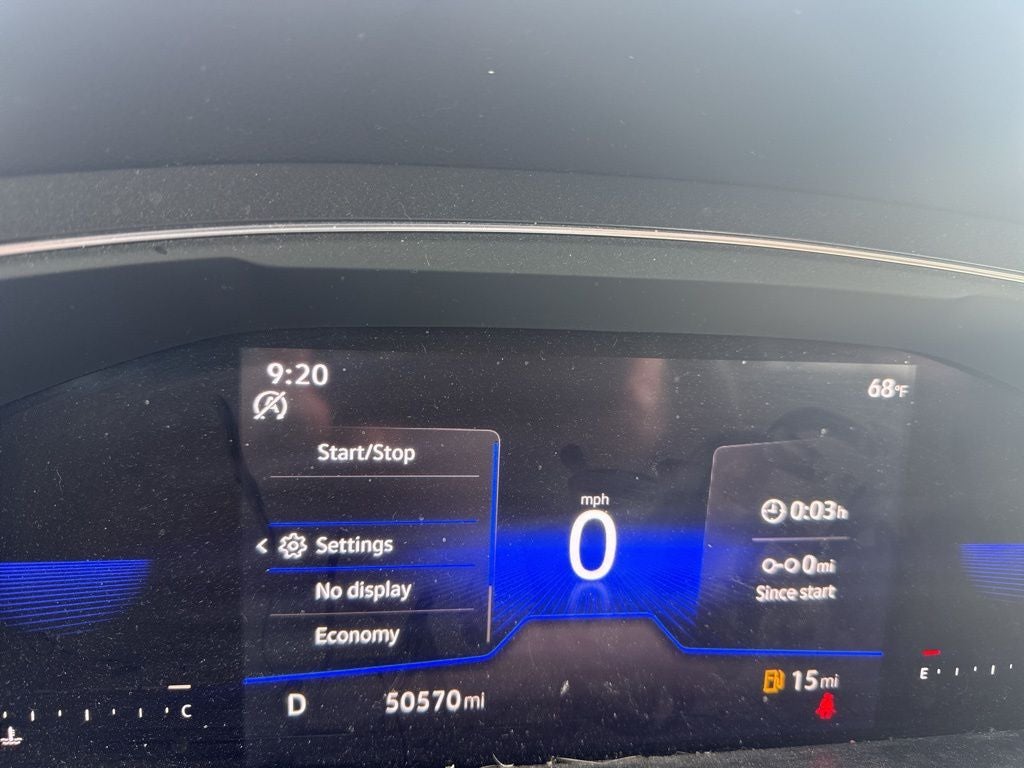 9:20
68°F
Start/Stop
Settings
No display
Economy
mph
0
0:03h
0mi
Since start
D
50570mi
15mi
C
E